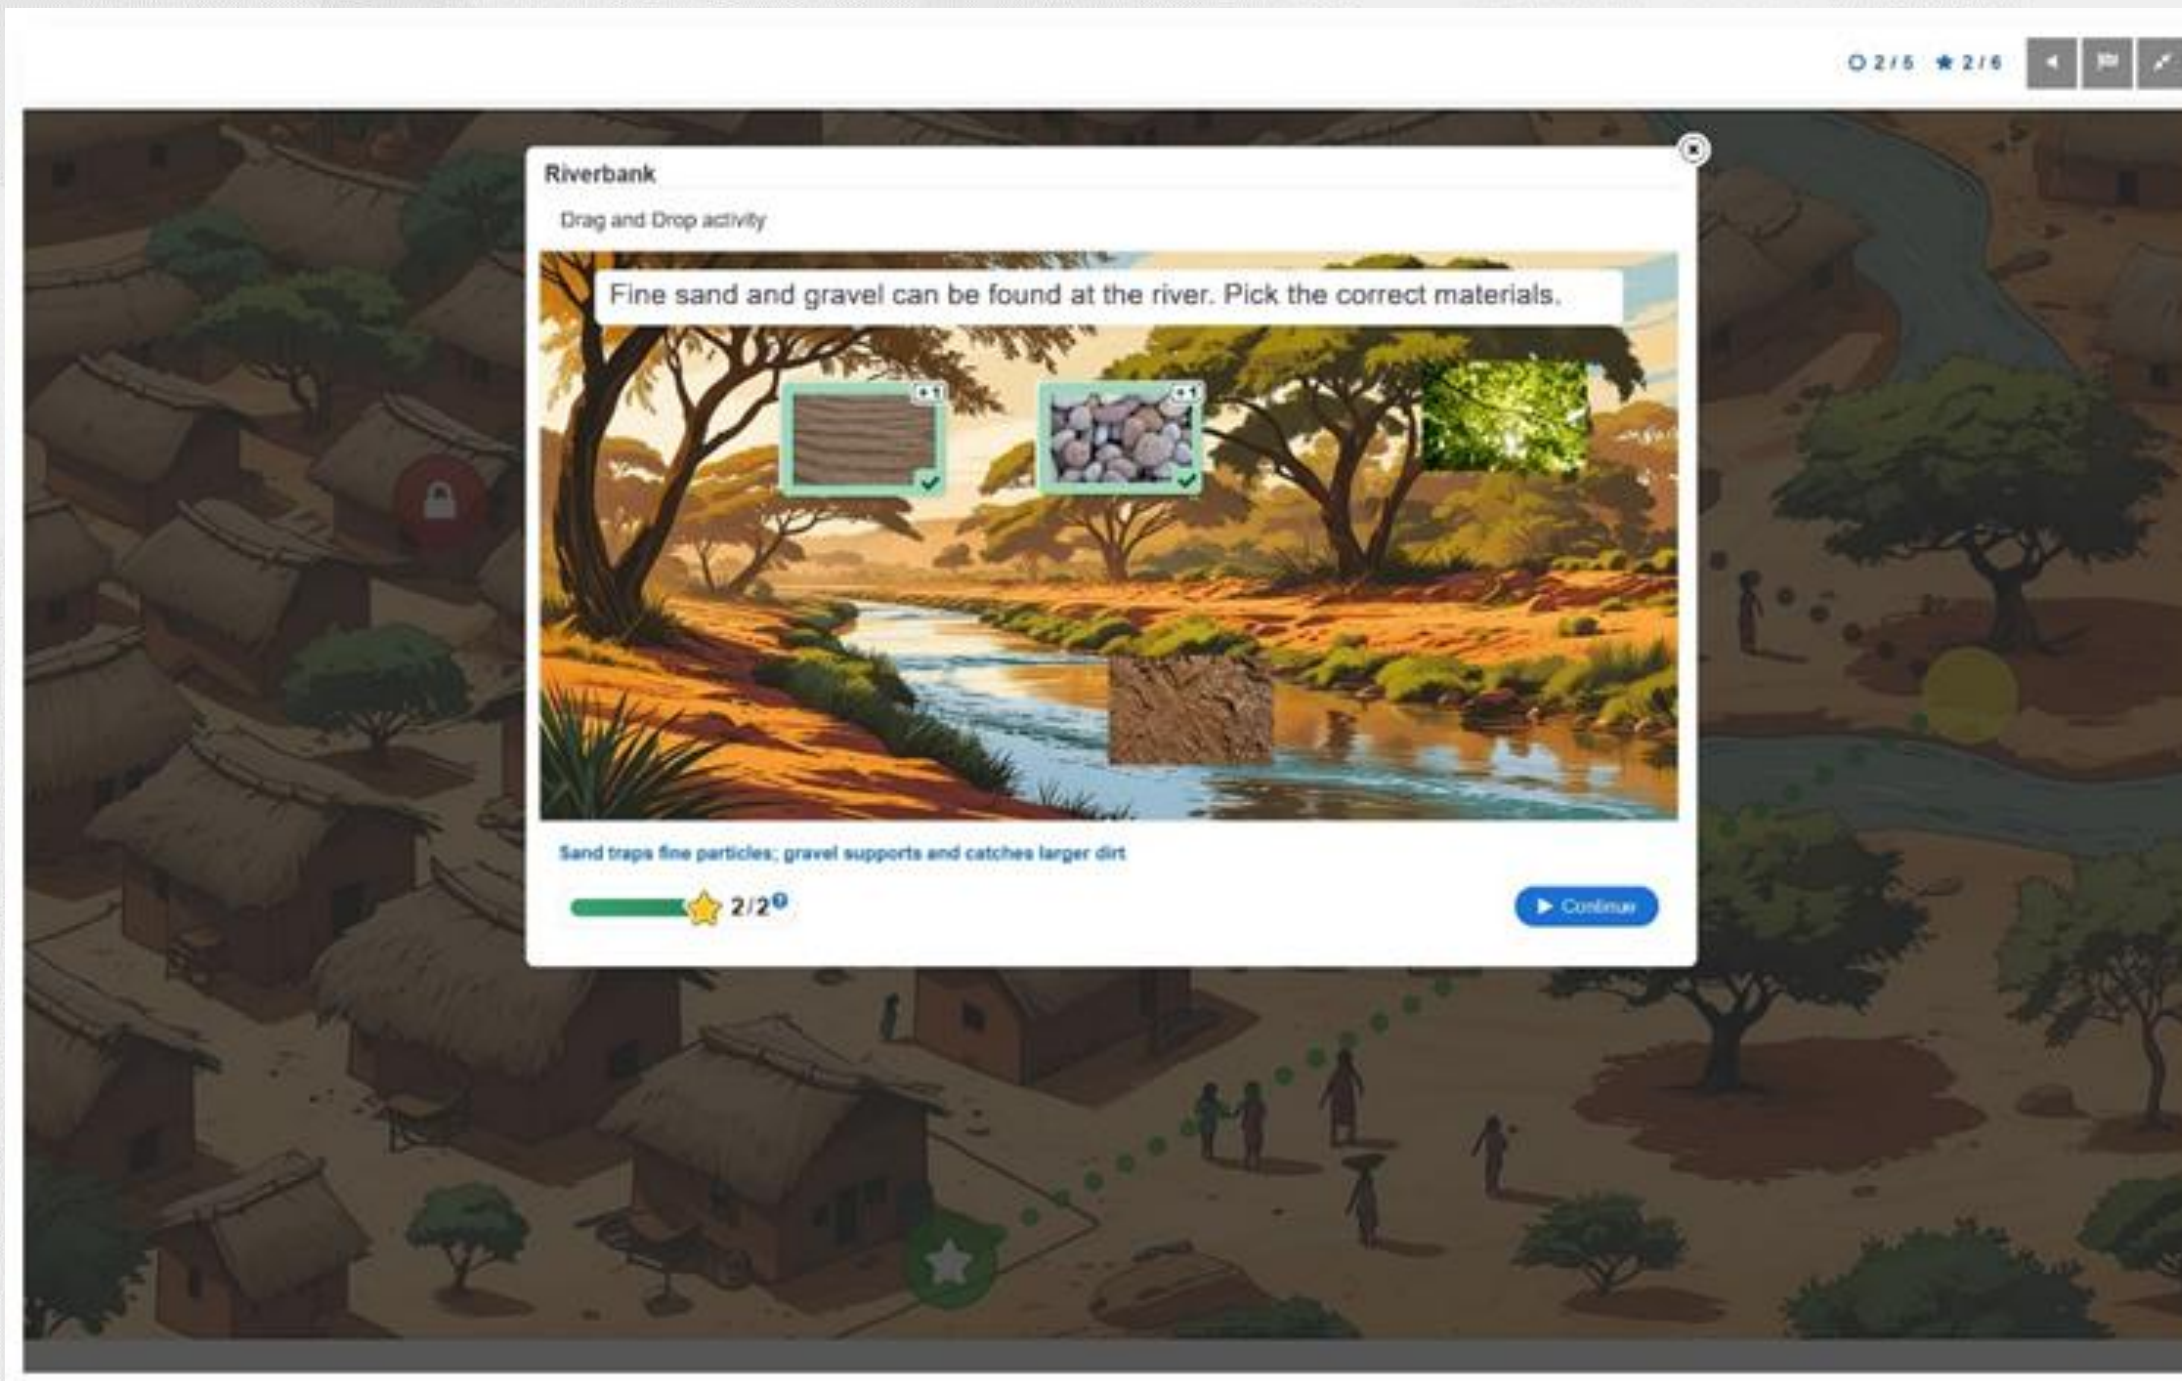 2/5 2/6
Riverbank
Drag and Drop activity
Fine sand and gravel can be found at the river. Pick the correct materials.
+1 +1
Sand traps fine particles; gravel supports and catches larger dirt
2/2
Continue